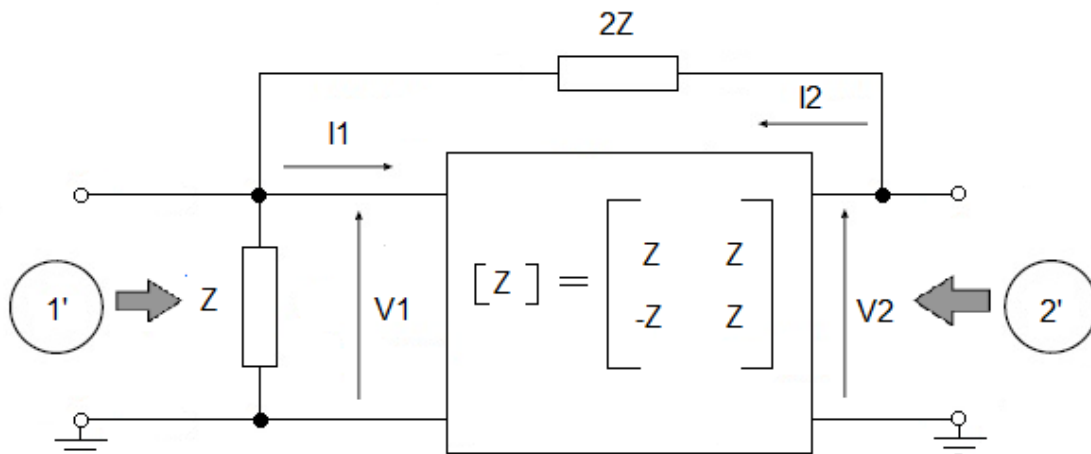 2Z
I2
I1
[Z] = [ Z Z
-Z Z ]
1'
Z
V1
V2
2'